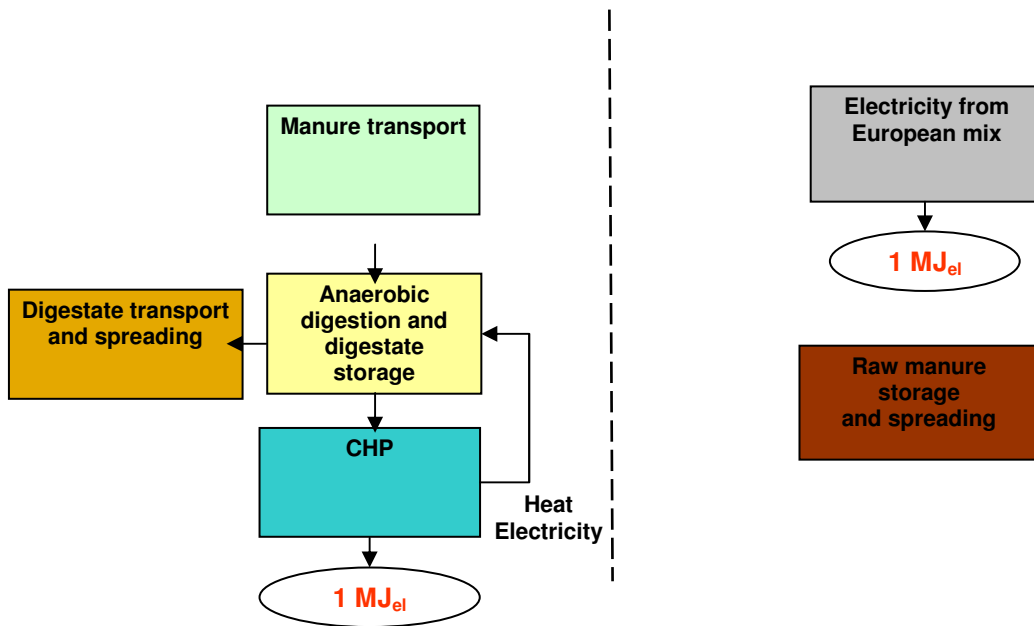 Manure transport
Digestate transport
and spreading
Anaerobic
digestion and
digestate
storage
CHP
Heat
Electricity
1 MJel
Electricity from
European mix
1 MJel
Raw manure
storage
and spreading